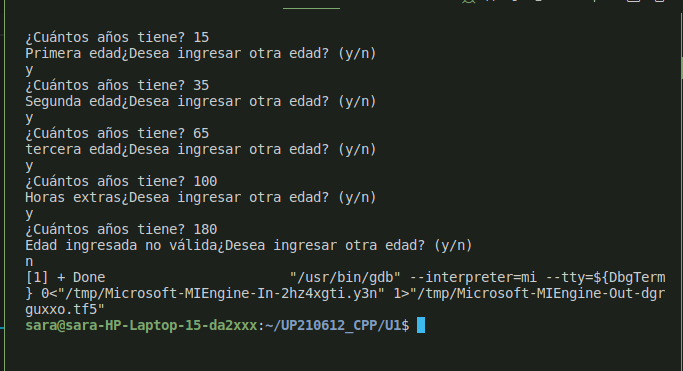 ¿Cuántos años tiene? 15
Primera edad¿Desea ingresar otra edad? (y/n)
y
¿Cuántos años tiene? 35
Segunda edad¿Desea ingresar otra edad? (y/n)
y
¿Cuántos años tiene? 65
tercera edad¿Desea ingresar otra edad? (y/n)
y
¿Cuántos años tiene? 100
Horas extras¿Desea ingresar otra edad? (y/n)
y
¿Cuántos años tiene? 180
Edad ingresada no válida¿Desea ingresar otra edad? (y/n)
n
[1] + Done                       "/usr/bin/gdb" --interpreter=mi --tty=${DbgTerm
} 0<"/tmp/Microsoft-MIEngine-In-2hz4xgti.y3n" 1>"/tmp/Microsoft-MIEngine-Out-dgr
guxxo.tf5"
sara@sara-HP-Laptop-15-da2xxx:~/UP210612_CPP/U1$